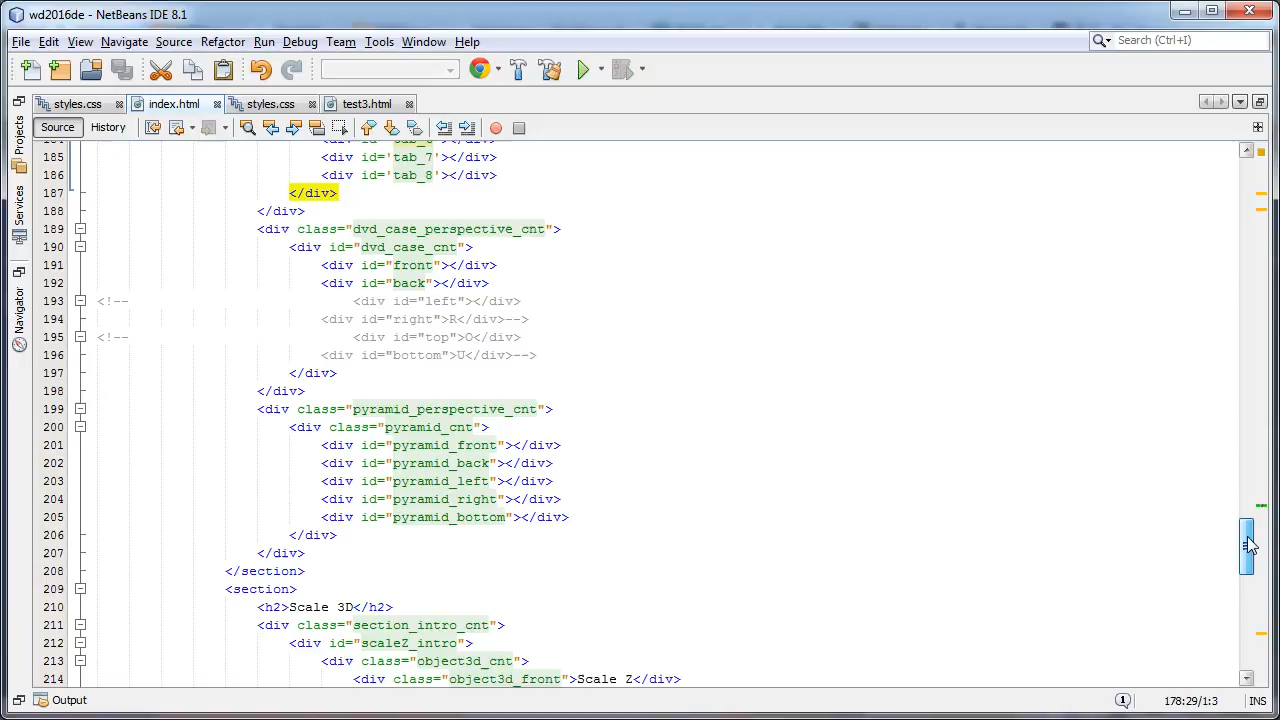 wd2016de - NetBeans IDE 8.1
File Edit View Navigate Source Refactor Run Debug Team Tools Window Help
Search (Ctrl+I)
styles.css index.html styles.css test3.html
Source History
Projects
Services
Navigator
185 <div id='tab_7'></div>
186 <div id='tab_8'></div>
187 </div>
188 </div>
189 <div class="dvd_case_perspective_cnt">
190 <div id="dvd_case_cnt">
191 <div id="front"></div>
192 <div id="back"></div>
193 <!-- <div id="left"></div>
194 <div id="right">R</div>-->
195 <!-- <div id="top">O</div>
196 <div id="bottom">U</div>-->
197 </div>
198 </div>
199 <div class="pyramid_perspective_cnt">
200 <div class="pyramid_cnt">
201 <div id="pyramid_front"></div>
202 <div id="pyramid_back"></div>
203 <div id="pyramid_left"></div>
204 <div id="pyramid_right"></div>
205 <div id="pyramid_bottom"></div>
206 </div>
207 </div>
208 </section>
209 <section>
210 <h2>Scale 3D</h2>
211 <div class="section_intro_cnt">
212 <div id="scaleZ_intro">
213 <div class="object3d_cnt">
214 <div class="object3d_front">Scale Z</div>
Output
1
178:29/1:3 INS